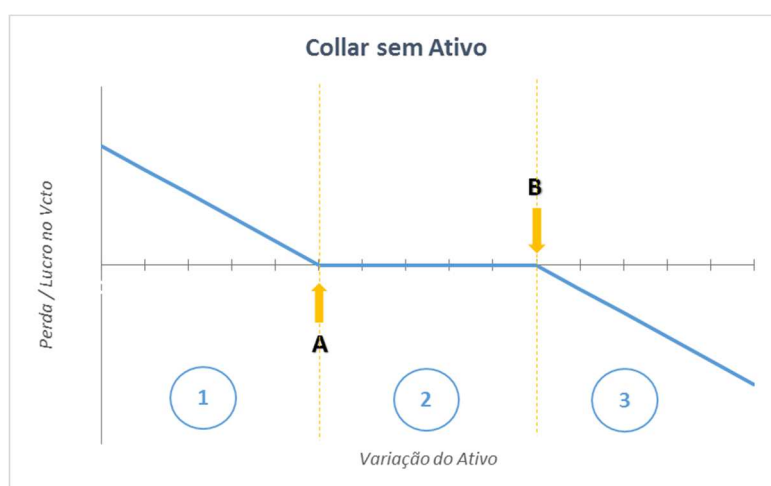 Collar sem Ativo
Perda / Lucro no Vcto
B
A
1
2
3
Variação do Ativo